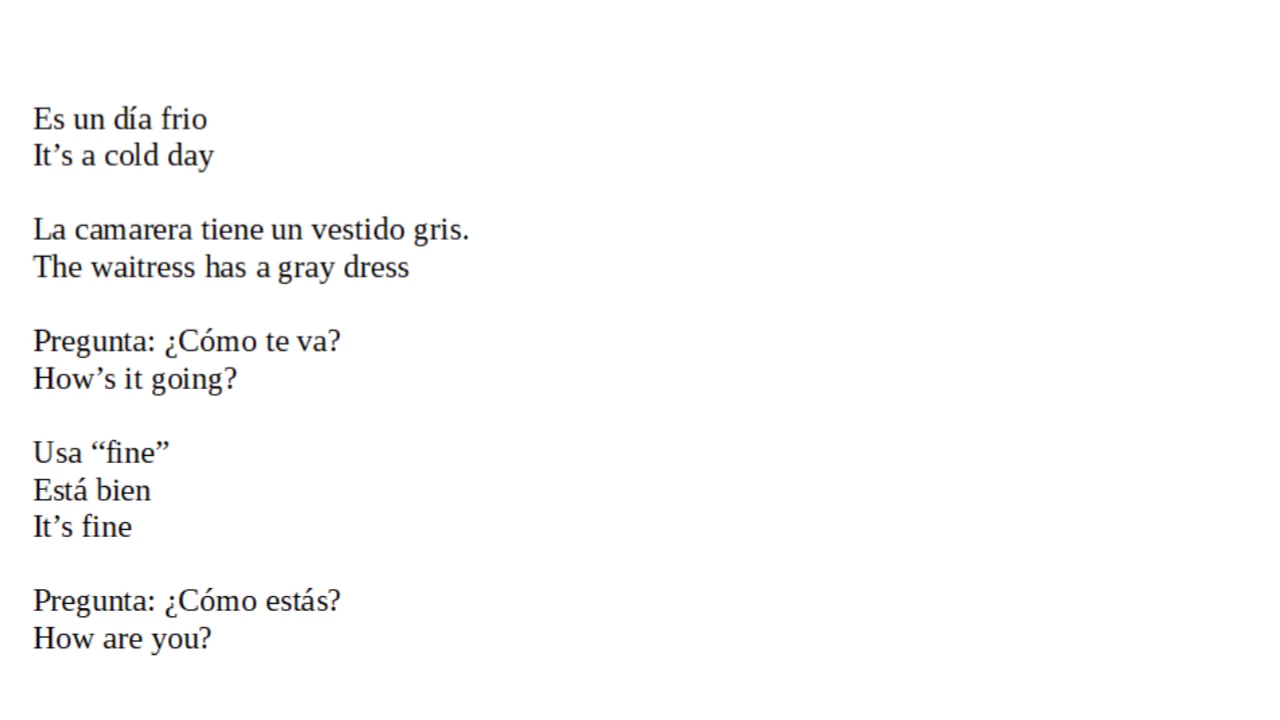 Es un día frio
It’s a cold day
La camarera tiene un vestido gris.
The waitress has a gray dress
Pregunta: ¿Cómo te va?
How’s it going?
Usa “fine”
Está bien
It’s fine
Pregunta: ¿Cómo estás?
How are you?